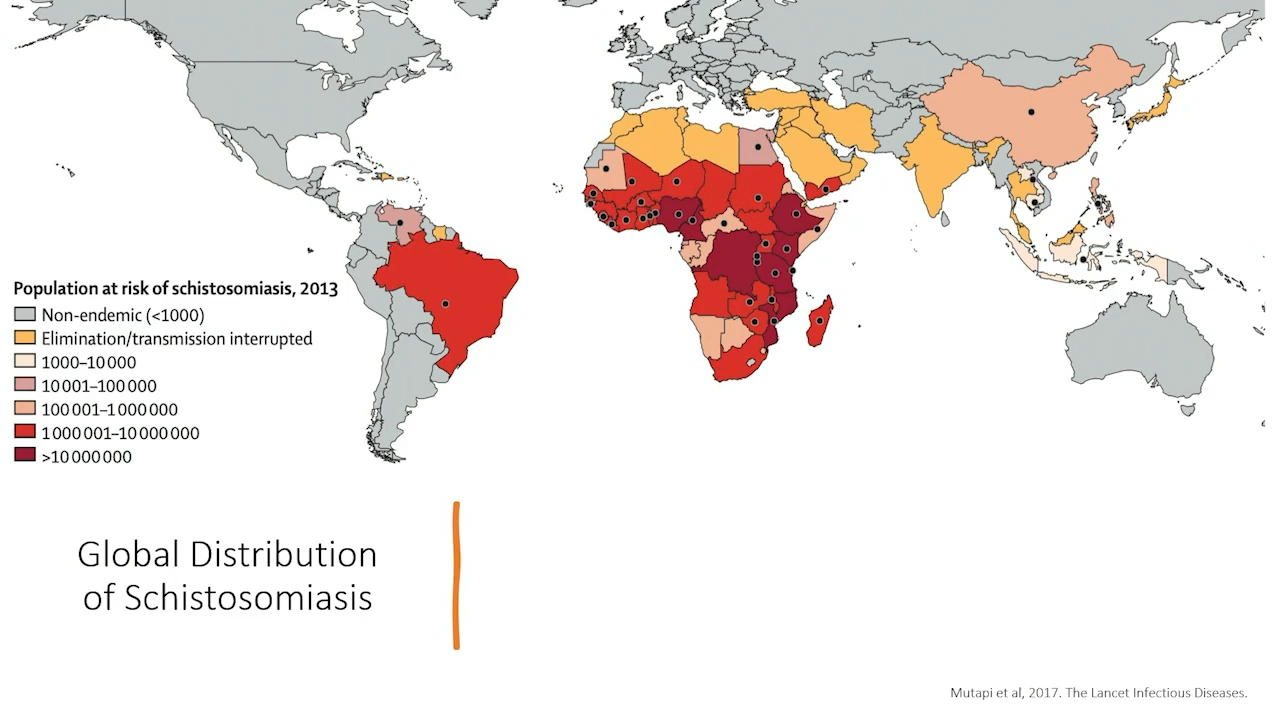 Population at risk of schistosomiasis, 2013
Non-endemic (<1000)
Elimination/transmission interrupted
1000–10 000
10 001–100 000
100 001–1 000 000
1 000 001–10 000 000
>10 000 000
Global Distribution
of Schistosomiasis
Mutapi et al, 2017. The Lancet Infectious Diseases.